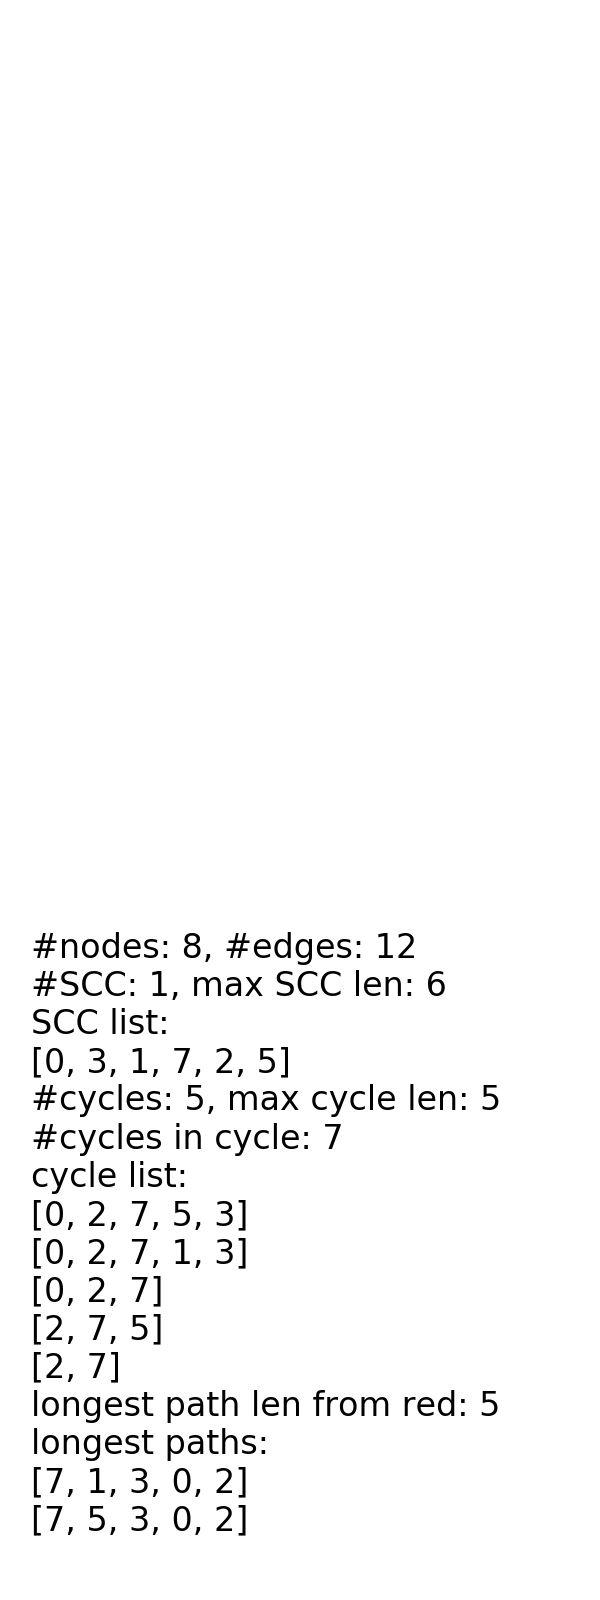 #nodes: 8, #edges: 12
#SCC: 1, max SCC len: 6
SCC list:
[0, 3, 1, 7, 2, 5]
#cycles: 5, max cycle len: 5
#cycles in cycle: 7
cycle list:
[0, 2, 7, 5, 3]
[0, 2, 7, 1, 3]
[0, 2, 7]
[2, 7, 5]
[2, 7]
longest path len from red: 5
longest paths:
[7, 1, 3, 0, 2]
[7, 5, 3, 0, 2]